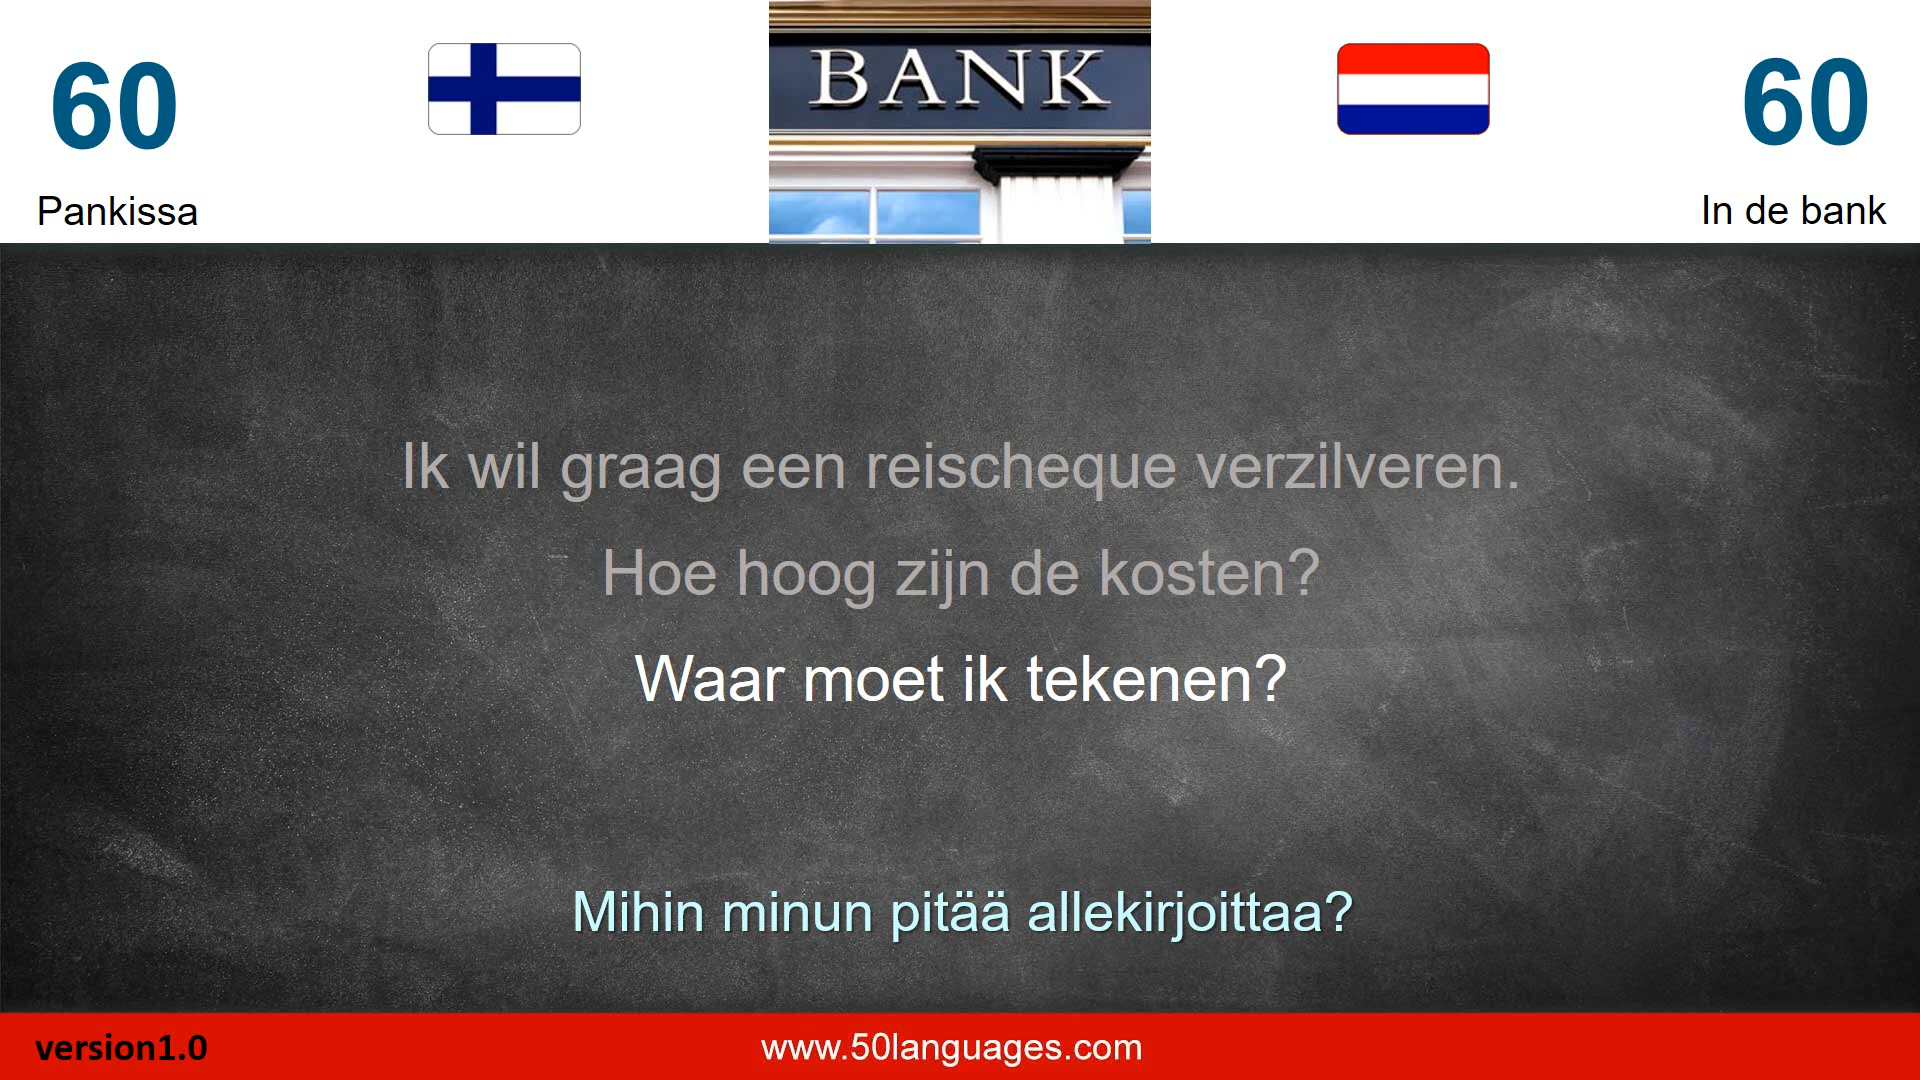 60
BANK
60
Pankissa
In de bank
Ik wil graag een reischeque verzilveren.
Hoe hoog zijn de kosten?
Waar moet ik tekenen?
Mihin minun pitää allekirjoittaa?
version1.0
www.50languages.com